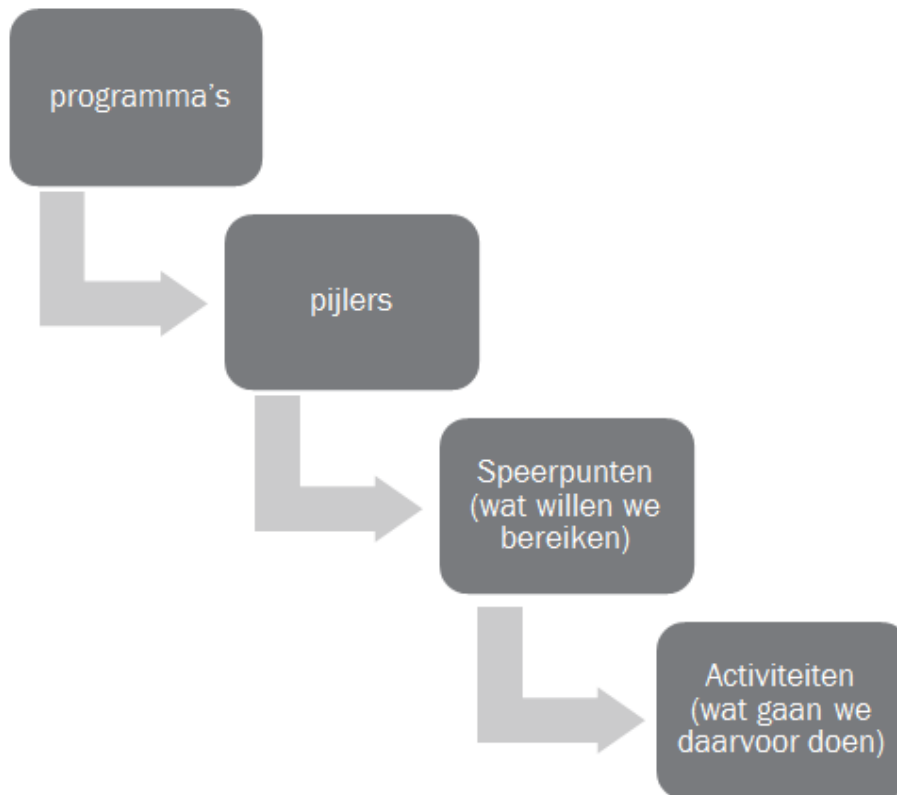 programma's
pijlers
Speerpunten
(wat willen we
bereiken)
Activiteiten
(wat gaan we
daarvoor doen)